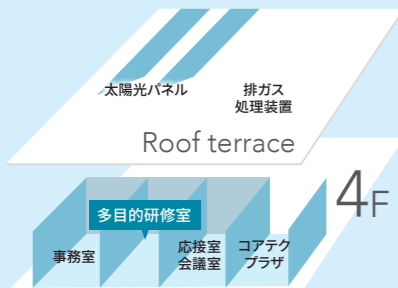 太陽光パネル
排ガス
処理装置
Roof terrace
4F
多目的研修室
事務室
応接室
会議室
コアテク
プラザ